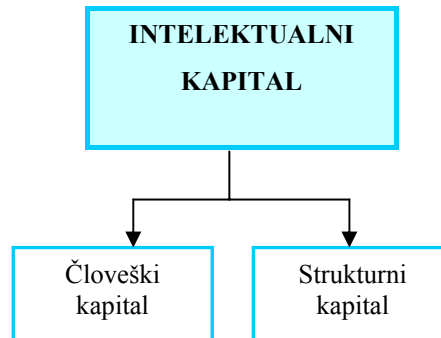 INTELEKTUALNI
KAPITAL
Človeški
kapital
Strukturni
kapital